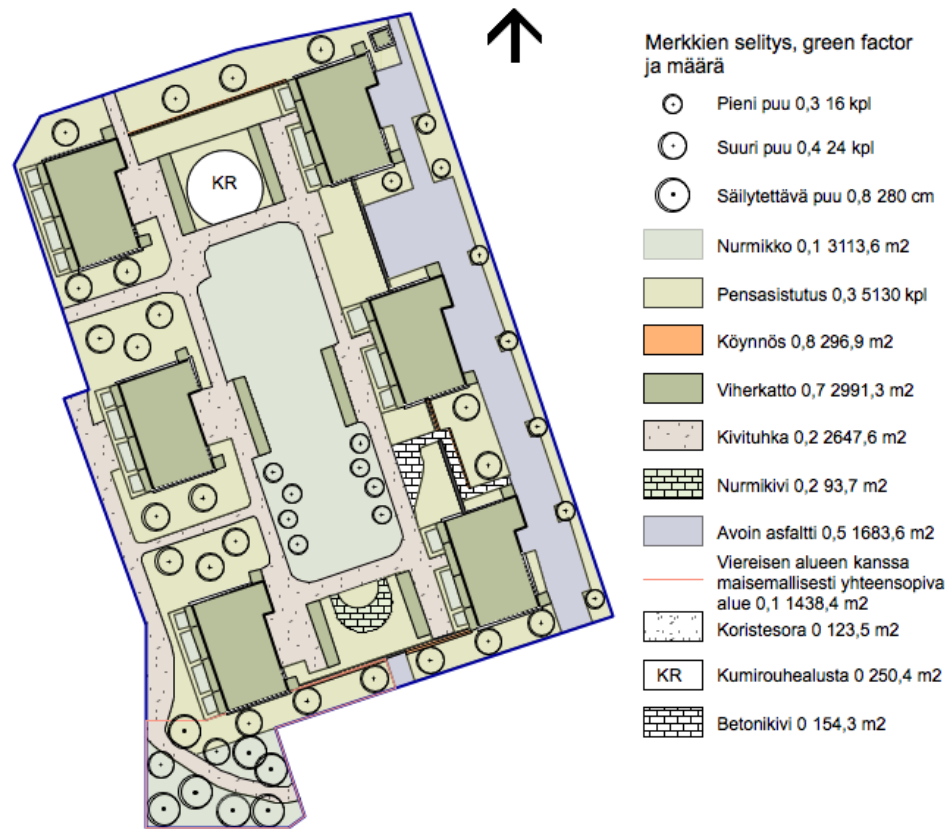 Merkkien selitys, green factor
ja määrä
Pieni puu 0,3 16 kpl
Suuri puu 0,4 24 kpl
Säilytettävä puu 0,8 280 cm
Nurmikko 0,1 3113,6 m2
Pensasistutus 0,3 5130 kpl
Köynnös 0,8 296,9 m2
Viherkatto 0,7 2991,3 m2
Kivituhka 0,2 2647,6 m2
Nurmikivi 0,2 93,7 m2
Avoin asfaltti 0,5 1683,6 m2
Viereisen alueen kanssa
maisemallisesti yhteensopiva
alue 0,1 1438,4 m2
Koristesora 0 123,5 m2
KR Kumirouhealusta 0 250,4 m2
Betonikivi 0 154,3 m2
KR